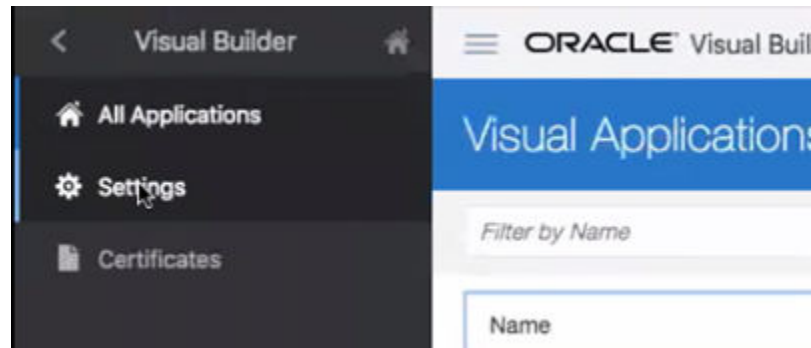 Visual Builder
All Applications
Settings
Certificates
ORACLE Visual Buil
Visual Applications
Filter by Name
Name